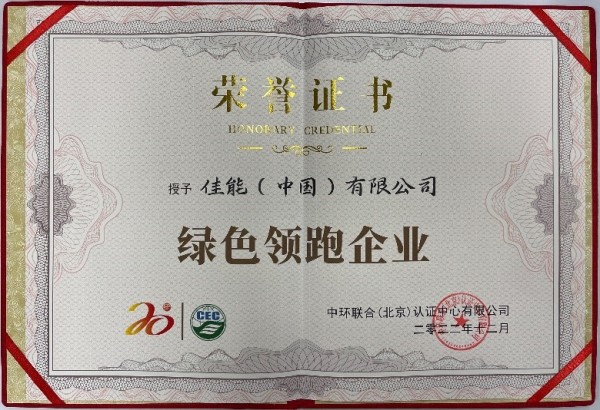 荣誉证书
HONORARY CREDENTIAL
授予 佳能(中国)有限公司
绿色领跑企业
20
CEC
中环联合(北京)认证中心有限公司
二零二二年十二月